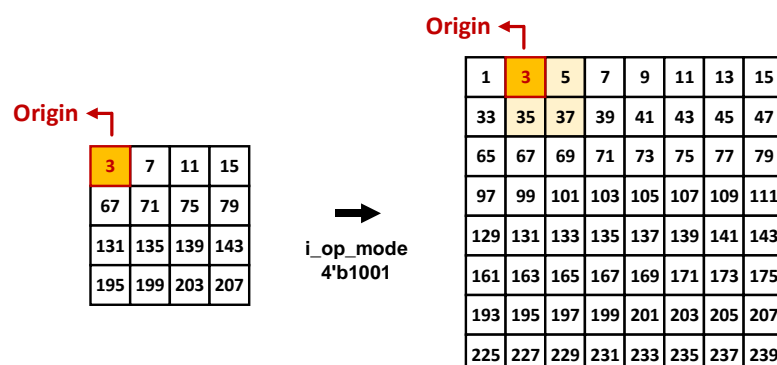 Origin
1 3 5 7 9 11 13 15
Origin
33 35 37 39 41 43 45 47
3 7 11 15
65 67 69 71 73 75 77 79
67 71 75 79
97 99 101 103 105 107 109 111
131 135 139 143
i_op_mode
4'b1001
129 131 133 135 137 139 141 143
195 199 203 207
161 163 165 167 169 171 173 175
193 195 197 199 201 203 205 207
225 227 229 231 233 235 237 239